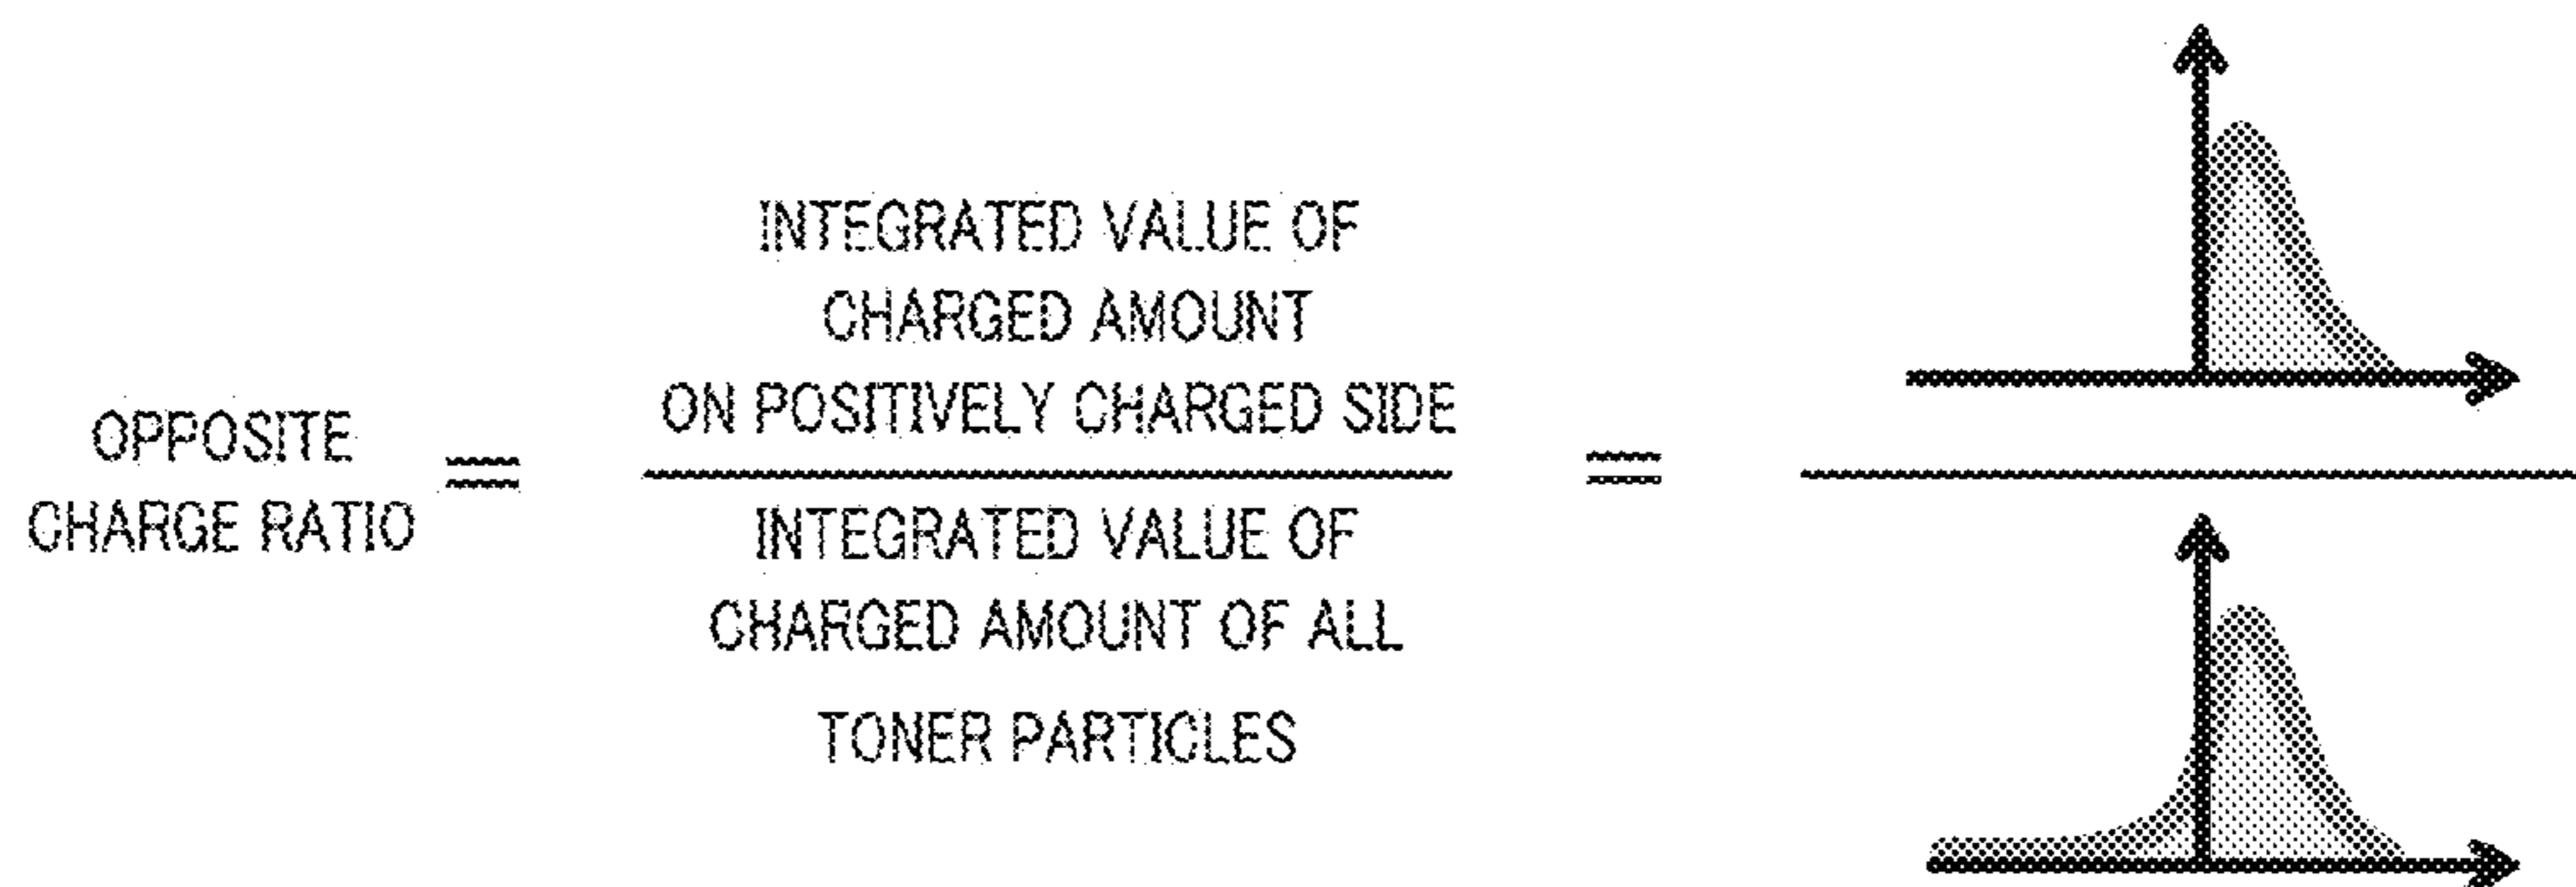 OPPOSITE
CHARGE RATIO
=
INTEGRATED VALUE OF
CHARGED AMOUNT
ON POSITIVELY CHARGED SIDE
INTEGRATED VALUE OF
CHARGED AMOUNT OF ALL
TONER PARTICLES
=